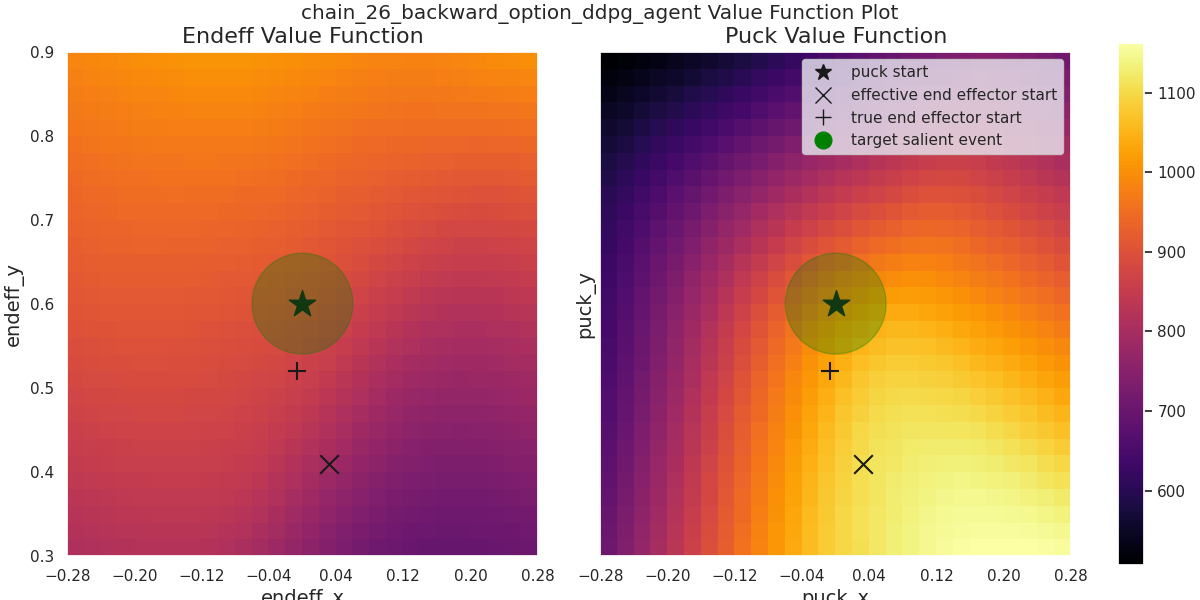 chain_26_backward_option_ddpg_agent Value Function Plot
Endeff Value Function
Puck Value Function
0.9
0.8
0.7
0.6
0.5
0.4
0.3
endeff_y
−0.28 −0.20 −0.12 −0.04 0.04 0.12 0.20 0.28
endeff_x
puck_y
puck start
effective end effector start
true end effector start
target salient event
−0.28 −0.20 −0.12 −0.04 0.04 0.12 0.20 0.28
puck_x
1100
1000
900
800
700
600